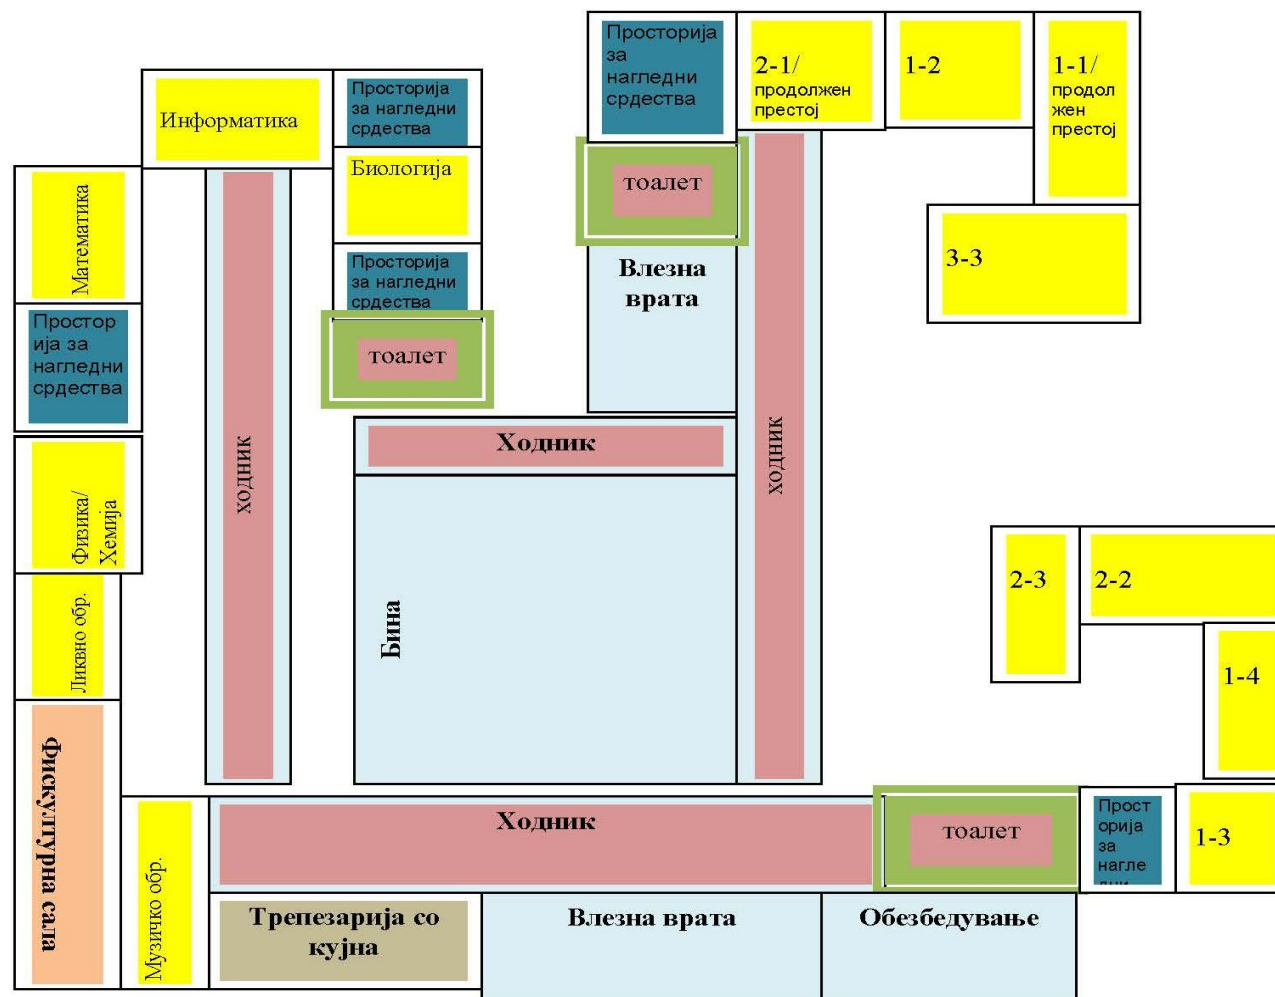 Просторија
за
нагледни
срдества
2-1/
продолжен
престој
1-2
1-1/
продол
жен
престој
Информатика
Просторија
за нагледни
срдества
Биологија
тоалет
Математика
Просторија
за нагледни
срдества
Влезна
врата
3-3
Простор
ија за
нагледни
срдества
тоалет
ходник
Ходник
ходник
Физика/
Хемија
2-3
2-2
Бина
Ликвно обр.
1-4
Фискултурна сала
Музичко обр.
Ходник
тоалет
Прост
орија
за
нагле
1-3
Трепезарија со
кујна
Влезна врата
Обезбедување